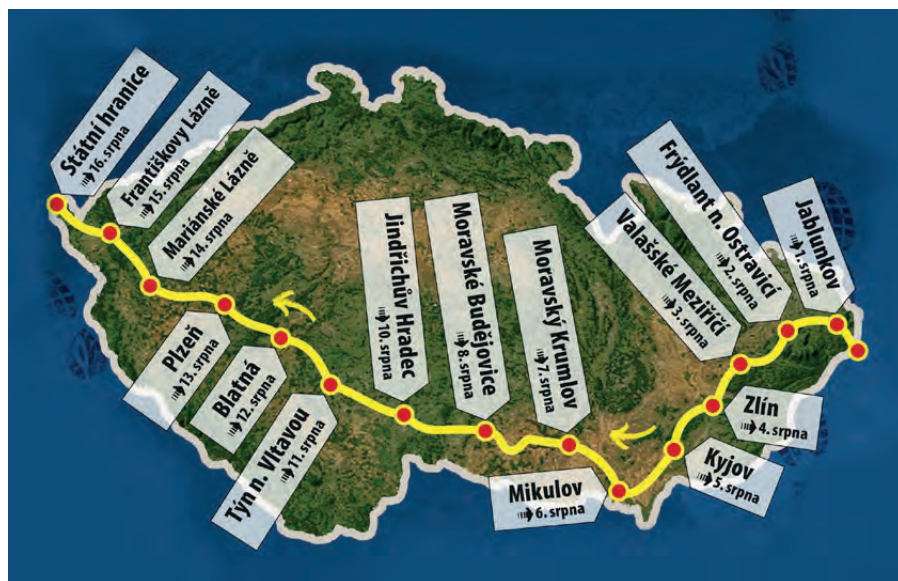 Státní hranice
16. srpna
Františkovy Lázně
15. srpna
Mariánské Lázně
14. srpna
Plzeň
13. srpna
Blatná
12. srpna
Týn n. Vltavou
11. srpna
Jindřichův Hradec
10. srpna
Moravské Budějovice
8. srpna
Moravský Krumlov
7. srpna
Mikulov
6. srpna
Kyjov
5. srpna
Zlín
4. srpna
Valašské Meziříčí
3. srpna
Frýdlant n. Ostravicí
2. srpna
Jablunkov
1. srpna